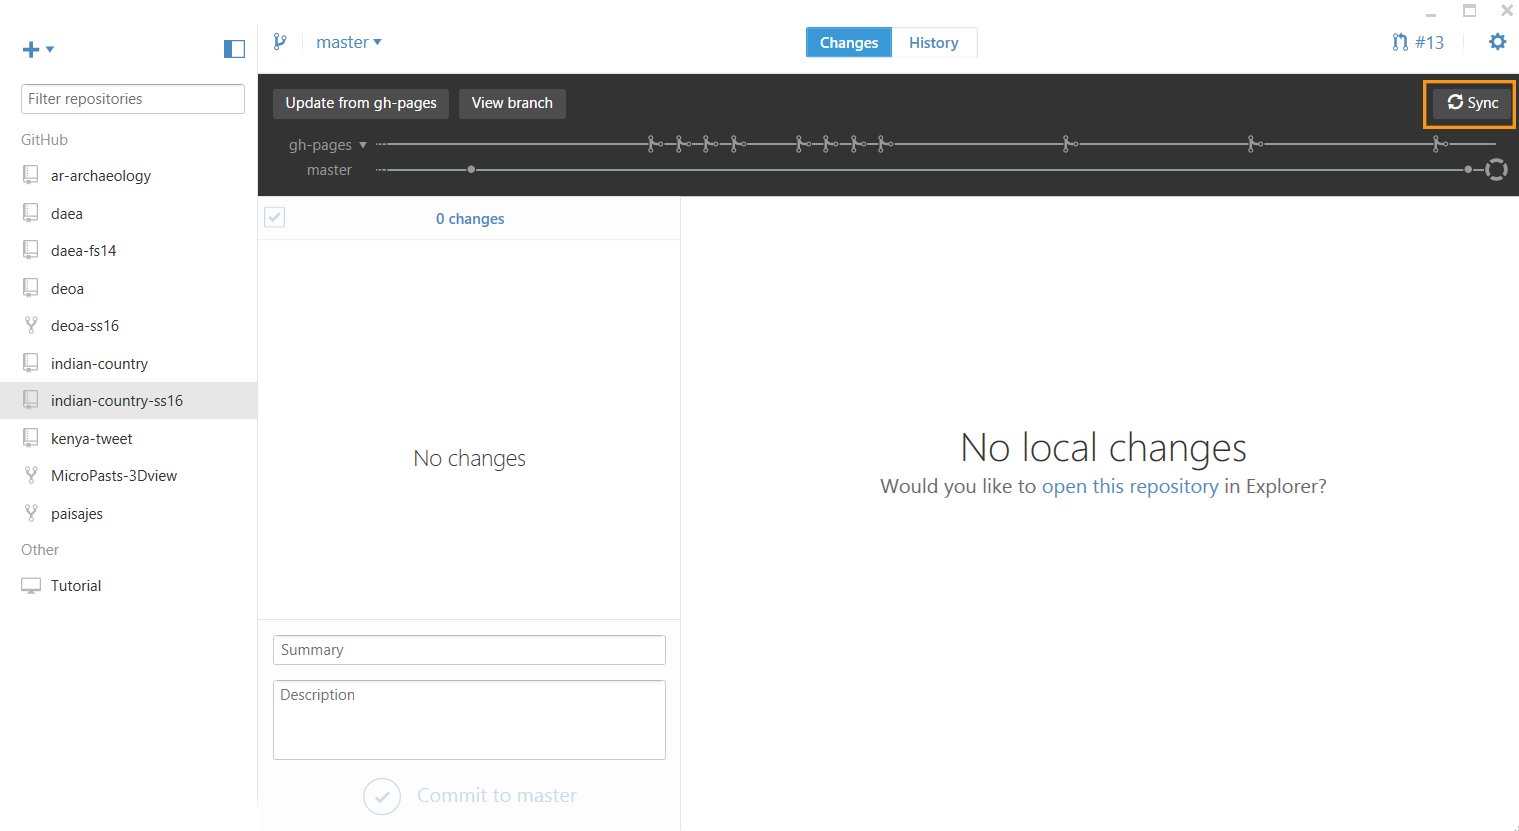 master
Changes
History
#13
Filter repositories
GitHub
ar-archaeology
daea
daea-fs14
deoa
deoa-ss16
indian-country
indian-country-ss16
kenya-tweet
MicroPasts-3Dview
paisajes
Other
Tutorial
Update from gh-pages
View branch
Sync
gh-pages
master
0 changes
No changes
Summary
Description
Commit to master
No local changes
Would you like to open this repository in Explorer?